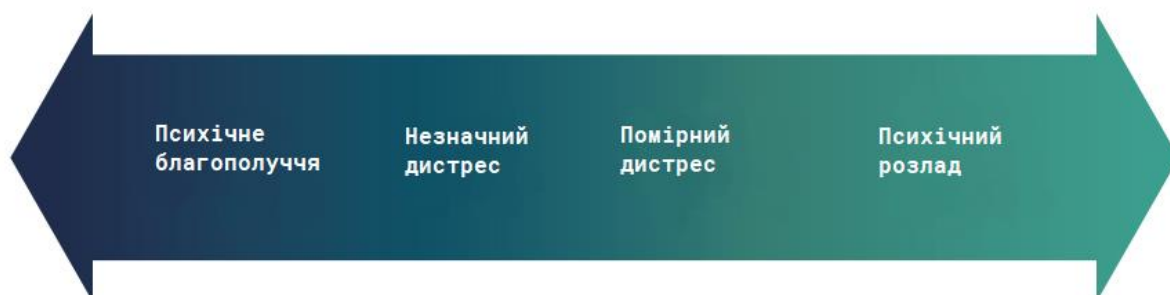 Психічне
благополуччя
Незначний
дистрес
Помірний
дистрес
Психічний
розлад